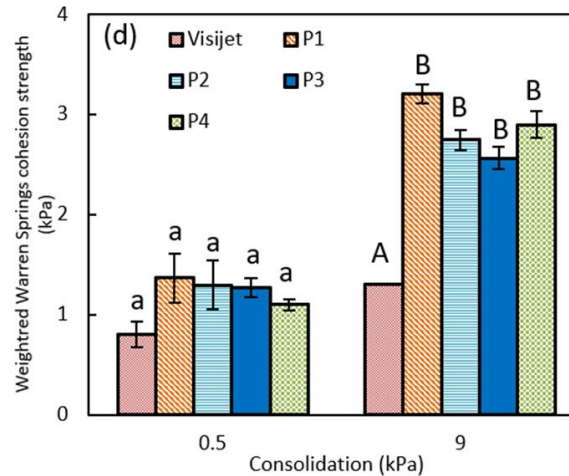 Weightred Warren Springs cohesion strength
(kPa)
4
3
2
1
0
(d)
Visijet
P1
P2
P3
P4
a
a
a
a
a
A
B
B
B
B
0.5
9
Consolidation (kPa)